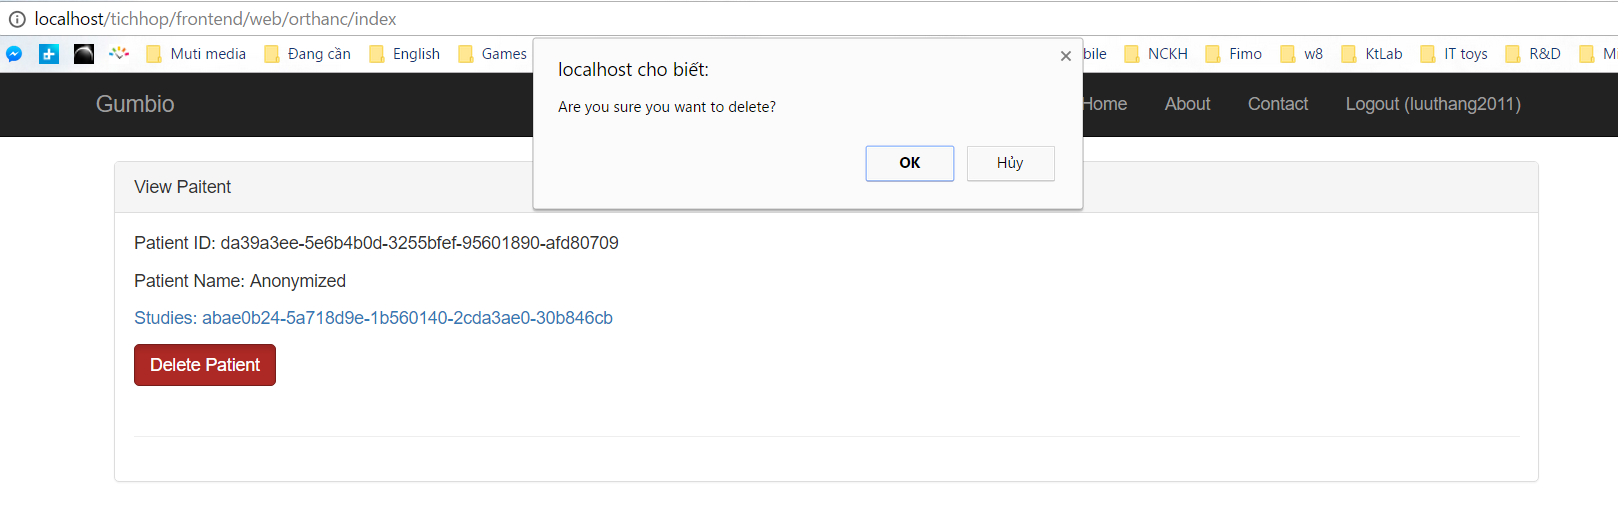 localhost/tichhop/frontend/web/orthanc/index
Muti media Đang cần English Games bile NCKH Fimo w8 KtLab IT toys R&D M
localhost cho biết:
Are you sure you want to delete?
OK Hủy
Gumbio Home About Contact Logout (luuthang2011)
View Paitent
Patient ID: da39a3ee-5e6b4b0d-3255bfef-95601890-afd80709
Patient Name: Anonymized
Studies: abae0b24-5a718d9e-1b560140-2cda3ae0-30b846cb
Delete Patient